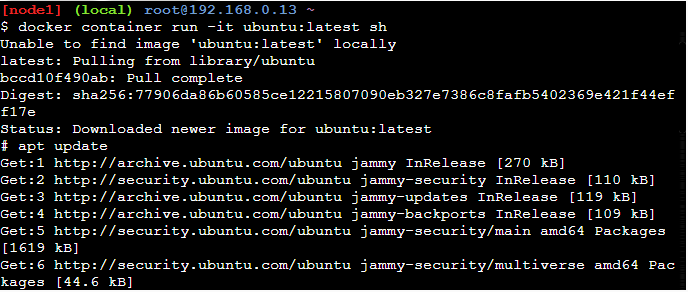 [node1] (local) root@192.168.0.13 ~
$ docker container run -it ubuntu:latest sh
Unable to find image 'ubuntu:latest' locally
latest: Pulling from library/ubuntu
bccd10f490ab: Pull complete
Digest: sha256:77906da86b60585ce12215807090eb327e7386c8fafb5402369e421f44ef
f17e
Status: Downloaded newer image for ubuntu:latest
# apt update
Get:1 http://archive.ubuntu.com/ubuntu jammy InRelease [270 kB]
Get:2 http://security.ubuntu.com/ubuntu jammy-security InRelease [110 kB]
Get:3 http://archive.ubuntu.com/ubuntu jammy-updates InRelease [119 kB]
Get:4 http://archive.ubuntu.com/ubuntu jammy-backports InRelease [109 kB]
Get:5 http://security.ubuntu.com/ubuntu jammy-security/main amd64 Packages
[1619 kB]
Get:6 http://security.ubuntu.com/ubuntu jammy-security/multiverse amd64 Pac
kages [44.6 kB]